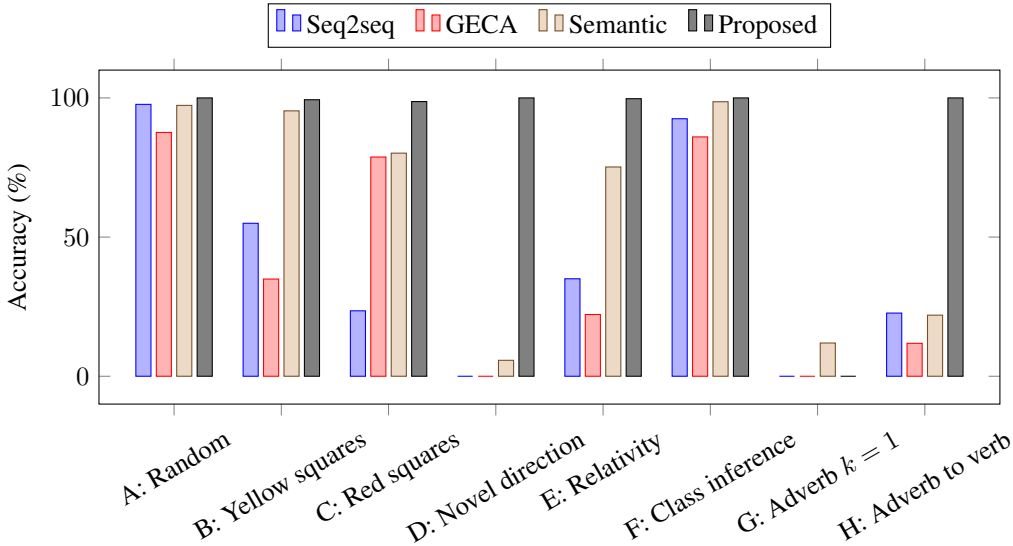 Seq2seq GECA Semantic Proposed
Accuracy (%)
100
50
0
A: Random
B: Yellow squares
C: Red squares
D: Novel direction
E: Relativity
F: Class inference
G: Adverb k = 1
H: Adverb to verb